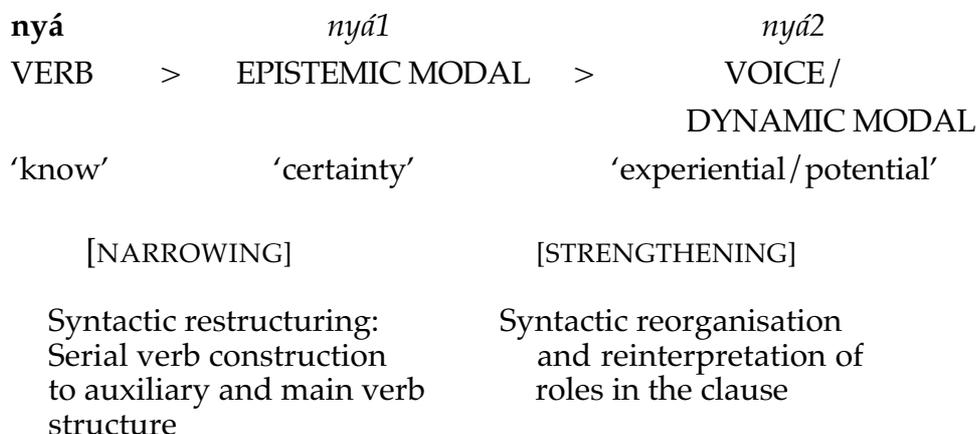 nyá nyá1 nyá2
VERB > EPISTEMIC MODAL > VOICE/
DYNAMIC MODAL
‘know’ ‘certainty’ ‘experiential/potential’
[NARROWING] [STRENGTHENING]
Syntactic restructuring: Syntactic reorganisation
Serial verb construction and reinterpretation of
to auxiliary and main verb roles in the clause
structure